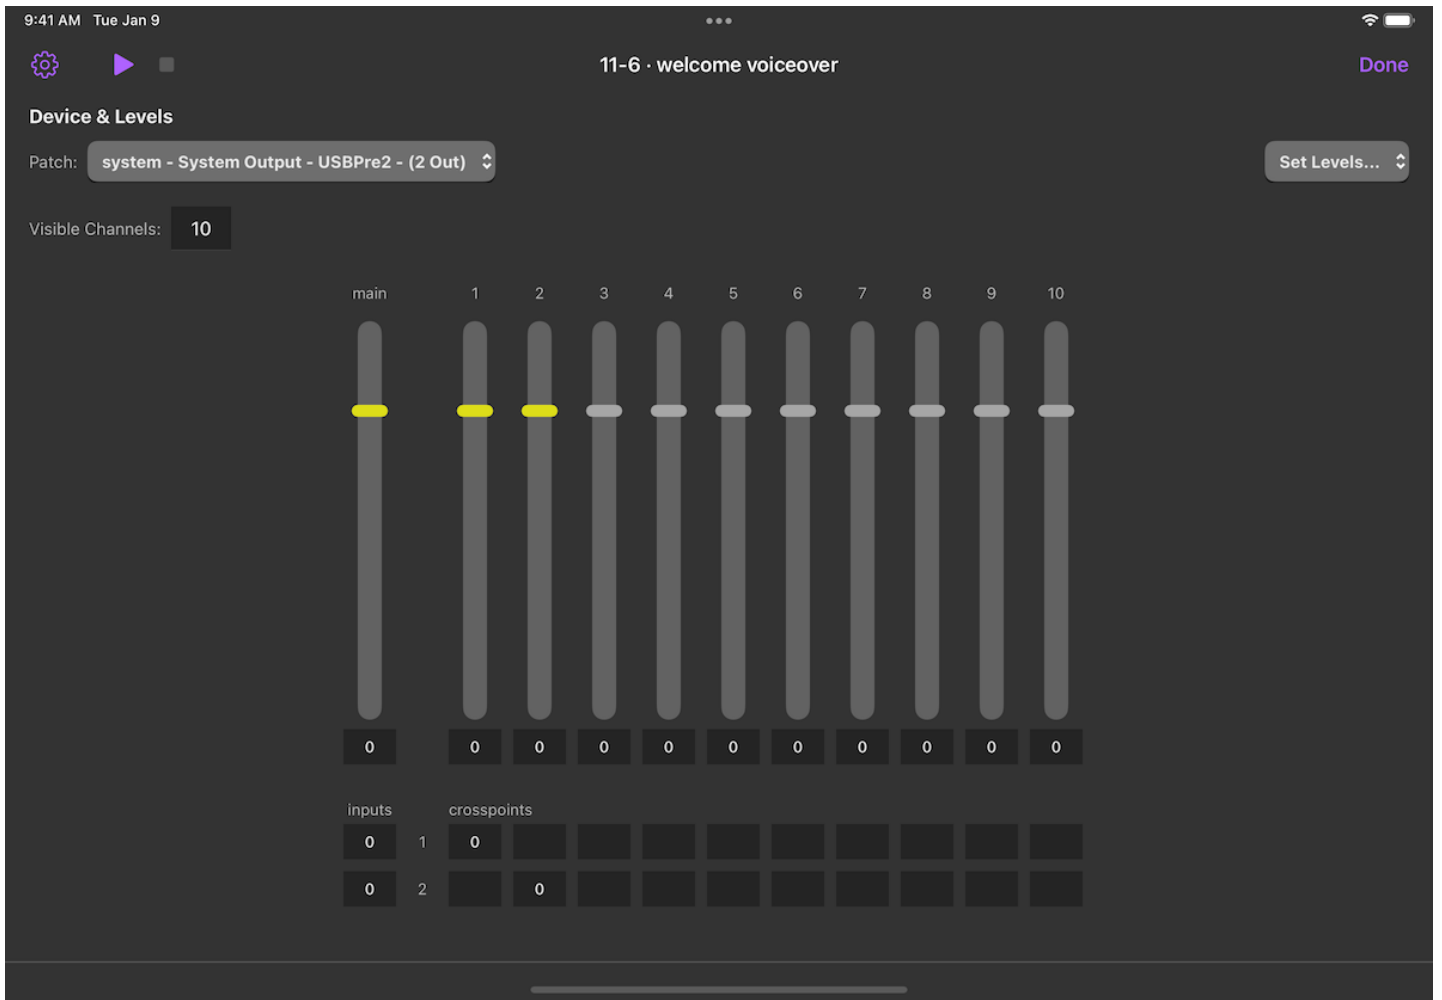 9:41 AM Tue Jan 9
11-6 · welcome voiceover
Done
Device & Levels
Patch: system - System Output - USBPre2 - (2 Out) Set Levels...
Visible Channels: 10
main 1 2 3 4 5 6 7 8 9 10
0 0 0 0 0 0 0 0 0 0 0
inputs crosspoints
0 1 0
0 2 0